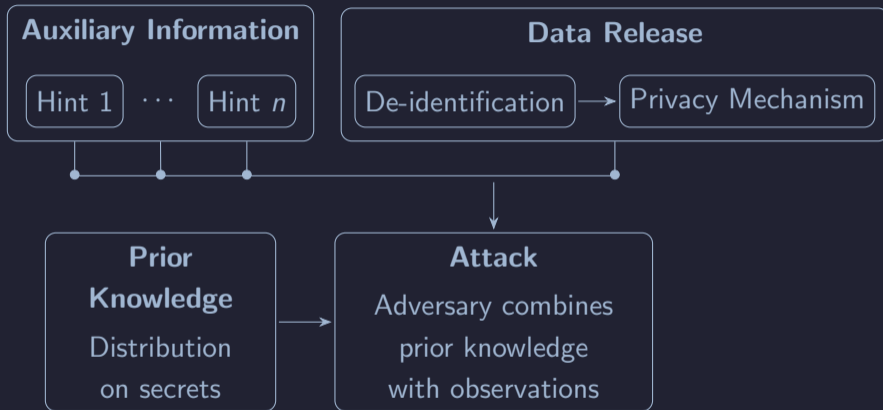 Auxiliary Information
Hint 1 ··· Hint n
Data Release
De-identification
Privacy Mechanism
Prior
Knowledge
Distribution
on secrets
Attack
Adversary combines
prior knowledge
with observations